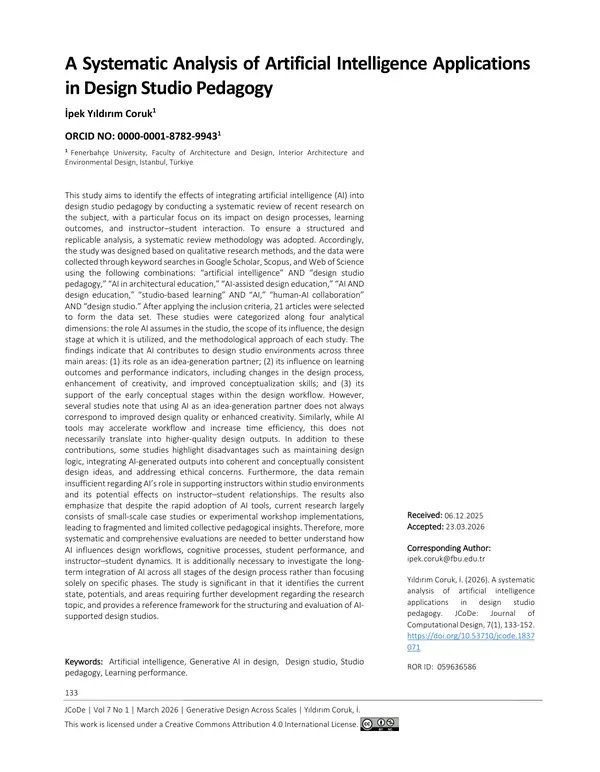 A Systematic Analysis of Artificial Intelligence Applications
in Design Studio Pedagogy
İpek Yıldırım Coruk1
ORCID NO: 0000-0001-8782-99431
1 Fenerbahçe University, Faculty of Architecture and Design, Interior Architecture and
Environmental Design, Istanbul, Türkiye
This study aims to identify the effects of integrating artificial intelligence (AI) into
design studio pedagogy by conducting a systematic review of recent research on
the subject, with a particular focus on its impact on design processes, learning
outcomes, and instructor–student interaction. To ensure a structured and
replicable analysis, a systematic review methodology was adopted. Accordingly,
the study was designed based on qualitative research methods, and the data were
collected through keyword searches in Google Scholar, Scopus, and Web of Science
using the following combinations: “artificial intelligence” AND “design studio
pedagogy,” “AI in architectural education,” “AI-assisted design education,” “AI AND
design education,” “studio-based learning” AND “AI,” “human-AI collaboration”
AND “design studio.” After applying the inclusion criteria, 21 articles were selected
to form the data set. These studies were categorized along four analytical
dimensions: the role AI assumes in the studio, the scope of its influence, the design
stage at which it is utilized, and the methodological approach of each study. The
findings indicate that AI contributes to design studio environments across three
main areas: (1) its role as an idea-generation partner; (2) its influence on learning
outcomes and performance indicators, including changes in the design process,
enhancement of creativity, and improved conceptualization skills; and (3) its
support of the early conceptual stages within the design workflow. However,
several studies note that using AI as an idea-generation partner does not always
correspond to improved design quality or enhanced creativity. Similarly, while AI
tools may accelerate workflow and increase time efficiency, this does not
necessarily translate into higher-quality design outputs. In addition to these
contributions, some studies highlight disadvantages such as maintaining design
logic, integrating AI-generated outputs into coherent and conceptually consistent
design ideas, and addressing ethical concerns. Furthermore, the data remain
insufficient regarding AI’s role in supporting instructors within studio environments
and its potential effects on instructor–student relationships. The results also
emphasize that despite the rapid adoption of AI tools, current research largely
consists of small-scale case studies or experimental workshop implementations,
leading to fragmented and limited collective pedagogical insights. Therefore, more
systematic and comprehensive evaluations are needed to better understand how
AI influences design workflows, cognitive processes, student performance, and
instructor–student dynamics. It is additionally necessary to investigate the long-
term integration of AI across all stages of the design process rather than focusing
solely on specific phases. The study is significant in that it identifies the current
state, potentials, and areas requiring further development regarding the research
topic, and provides a reference framework for the structuring and evaluation of AI-
supported design studios.
Received: 06.12.2025
Accepted: 23.03.2026
Corresponding Author:
ipek.coruk@fbu.edu.tr
Yıldırım Coruk, İ. (2026). A systematic
analysis of artificial intelligence
applications in design studio
pedagogy. JCoDe: Journal of
Computational Design, 7(1), 133-152.
https://doi.org/10.53710/jcode.1837
071
ROR ID: 059636586
Keywords: Artificial intelligence, Generative AI in design, Design studio, Studio
pedagogy, Learning performance.
133
JCoDe | Vol 7 No 1 | March 2026 | Generative Design Across Scales | Yıldırım Coruk, İ.
This work is licensed under a Creative Commons Attribution 4.0 International License.
cc BY